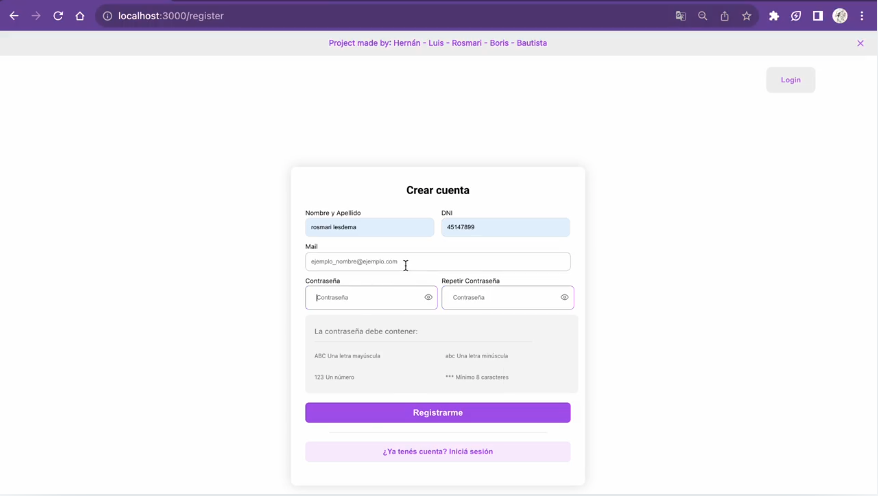 localhost:3000/register
Project made by: Hernán - Luis - Rosmari - Boris - Bautista
Login
Crear cuenta
Nombre y Apellido
DNI
rosmari lesdema
45147899
Mail
ejemplo_nombre@ejemplo.com
Contraseña
Repetir Contraseña
Contraseña
Contraseña
La contraseña debe contener:
ABC Una letra mayúscula
abc Una letra minúscula
123 Un número
*** Mínimo 8 caracteres
Registrarme
¿Ya tenés cuenta? Iniciá sesión